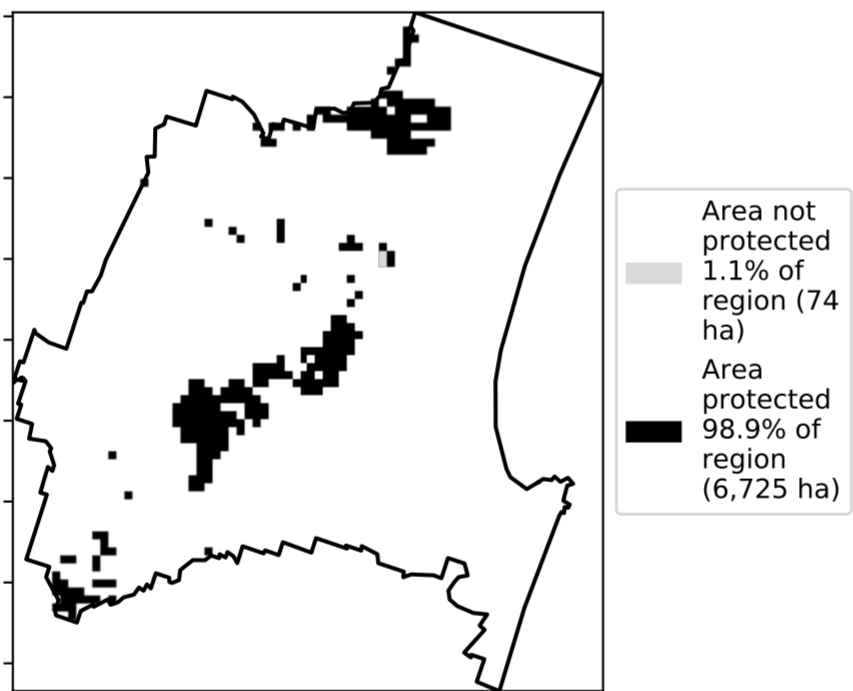 Area not
protected
1.1% of
region (74
ha)
Area
protected
98.9% of
region
(6,725 ha)